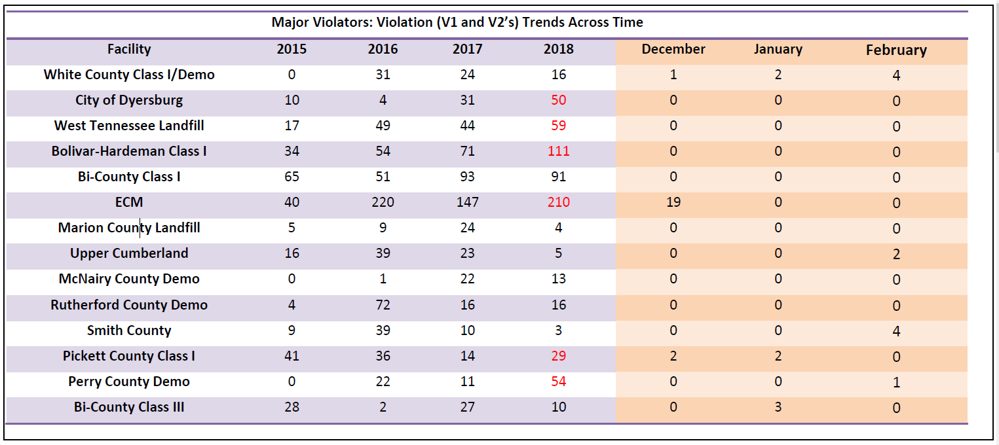 Major Violators: Violation (V1 and V2’s) Trends Across Time
Facility 2015 2016 2017 2018 December January February
White County Class I/Demo 0 31 24 16 1 2 4
City of Dyersburg 10 4 31 50 0 0 0
West Tennessee Landfill 17 49 44 59 0 0 0
Bolivar-Hardeman Class I 34 54 71 111 0 0 0
Bi-County Class I 65 51 93 91 0 0 0
ECM 40 220 147 210 19 0 0
Marion County Landfill 5 9 24 4 0 0 0
Upper Cumberland 16 39 23 5 0 0 2
McNairy County Demo 0 1 22 13 0 0 0
Rutherford County Demo 4 72 16 16 0 0 0
Smith County 9 39 10 3 0 0 4
Pickett County Class I 41 36 14 29 2 2 0
Perry County Demo 0 22 11 54 0 0 1
Bi-County Class III 28 2 27 10 0 3 0